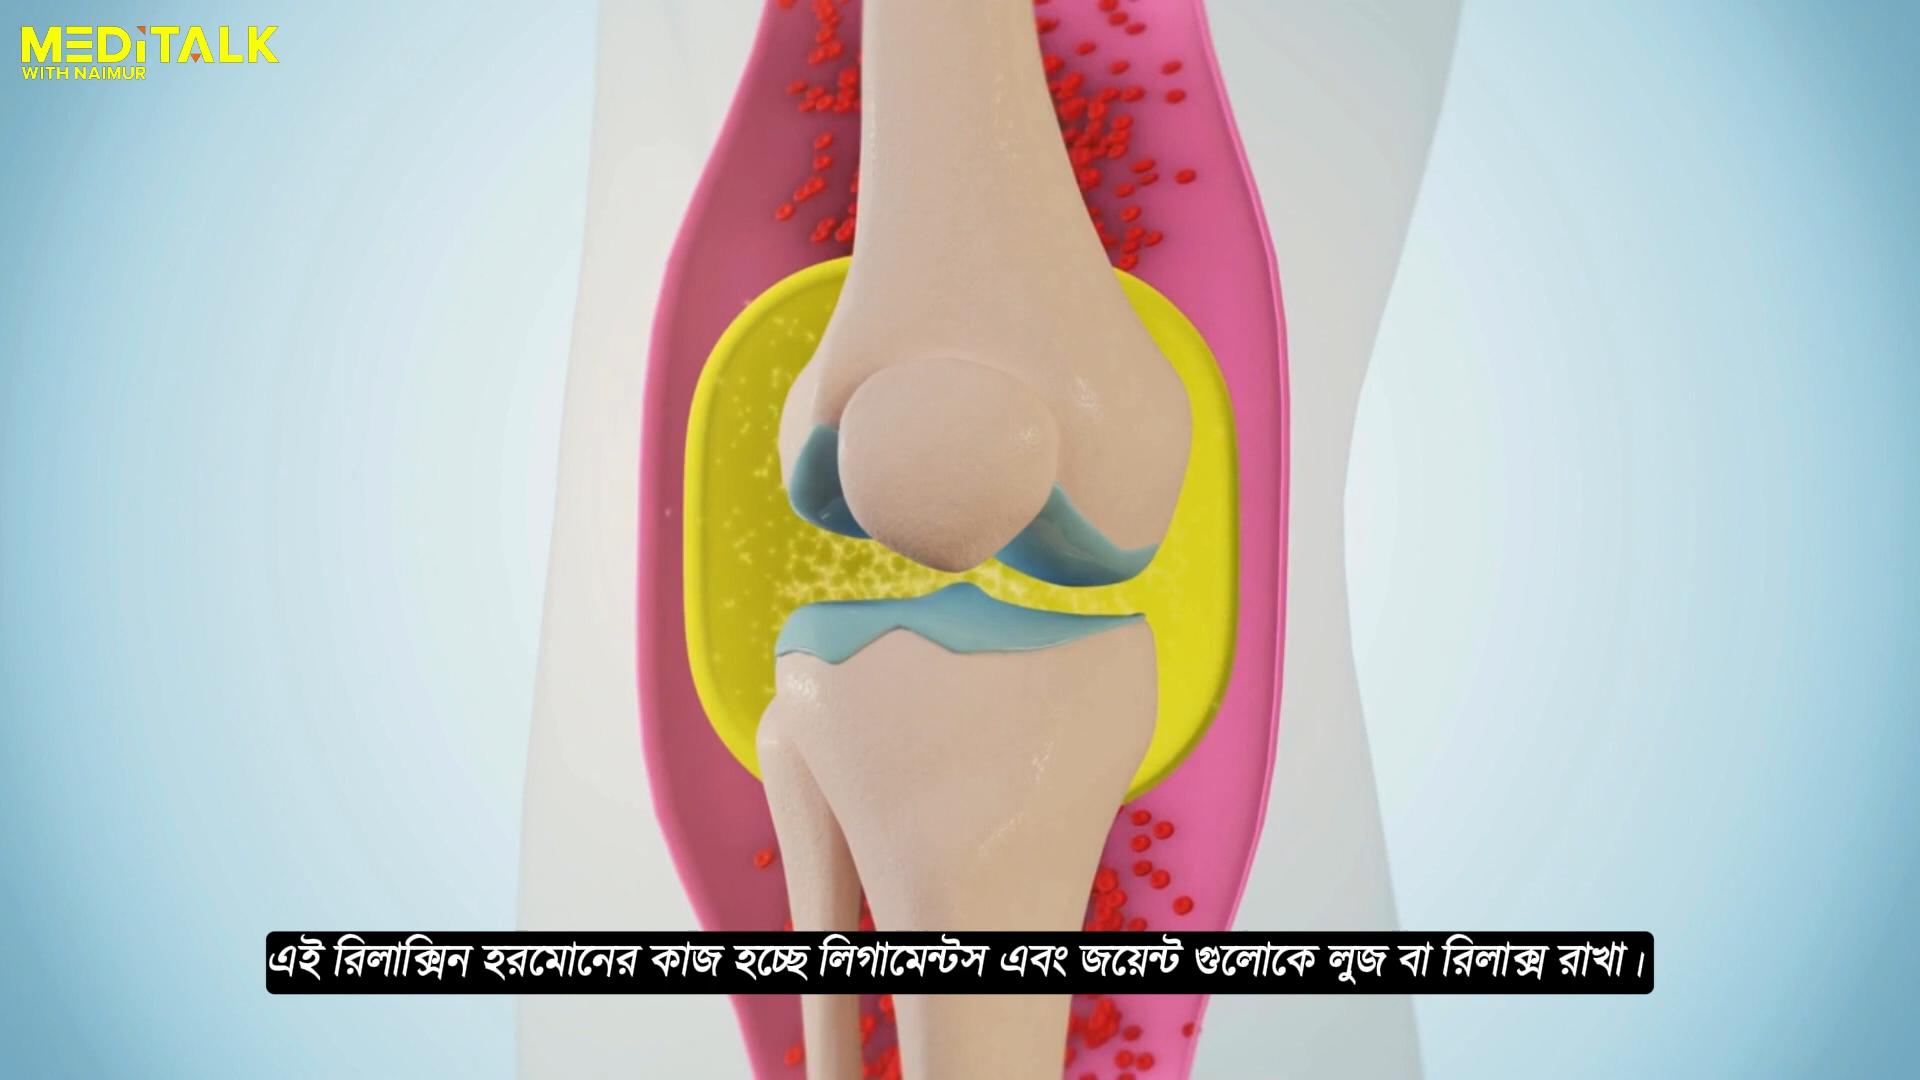 MEDiTALK
WITH NAIMUR
এই রিলাক্সিন হরমোনের কাজ হচ্ছে লিগামেন্টস এবং জয়েন্ট গুলোকে লুজ বা রিলাক্স রাখা।